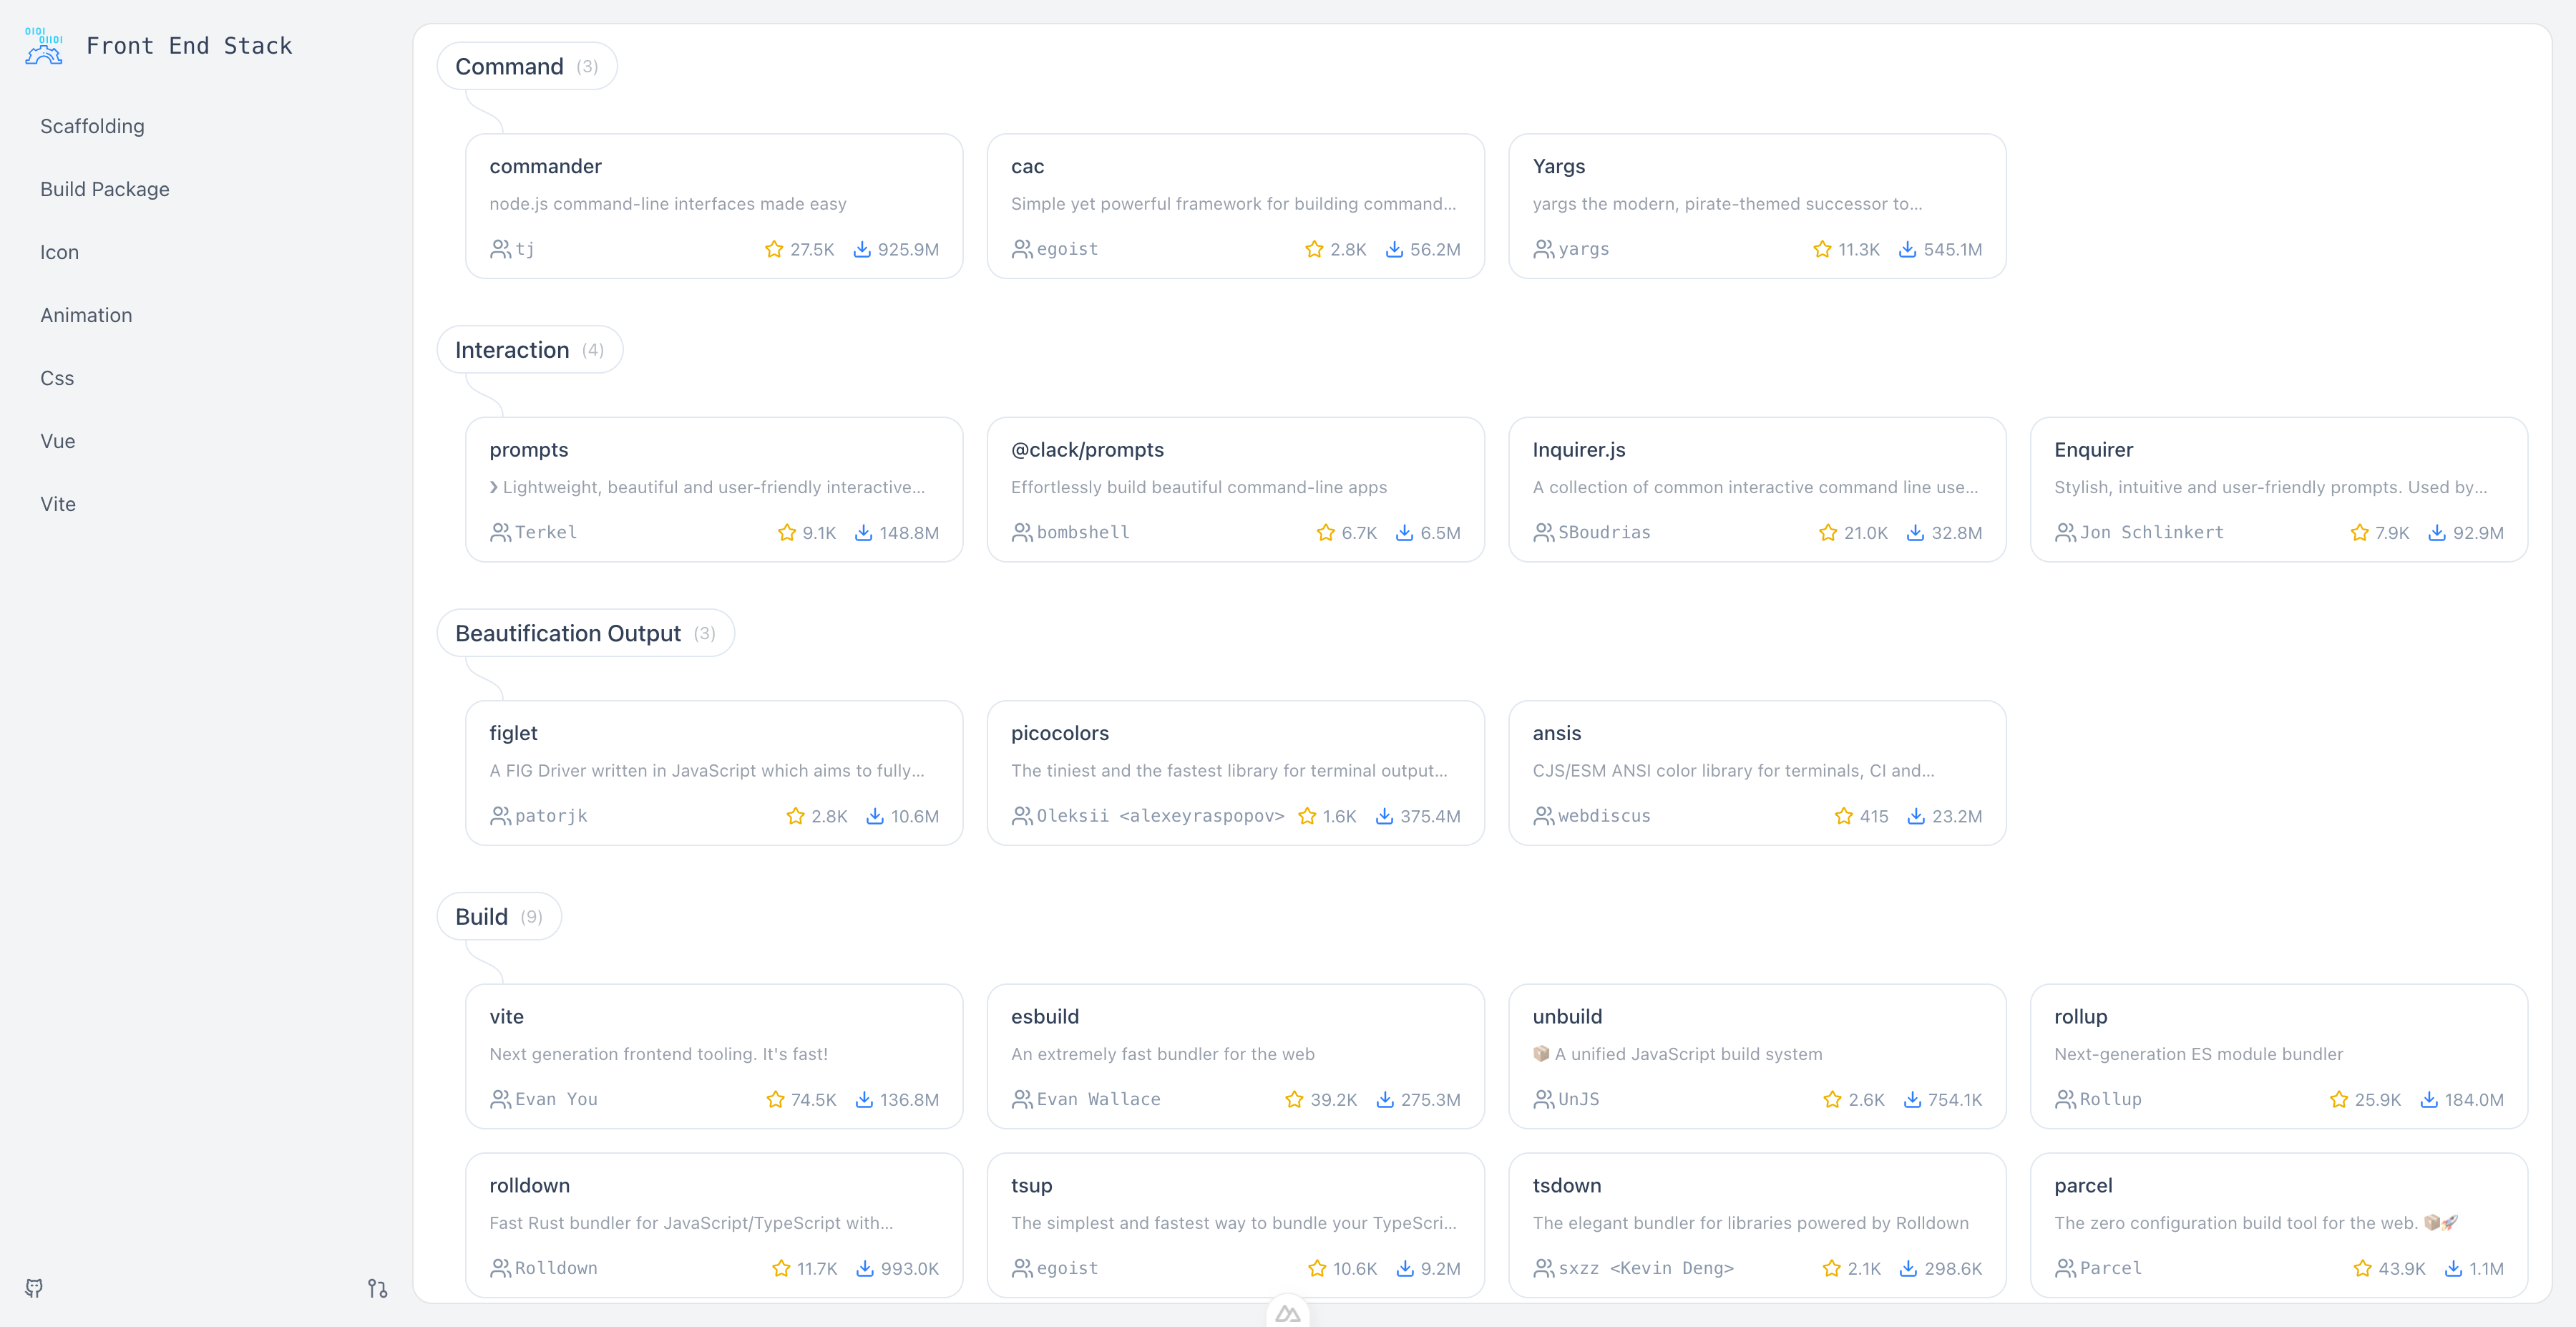 0101
01101
Front End Stack
Scaffolding
Build Package
Icon
Animation
Css
Vue
Vite
Command (3)
commander
node.js command-line interfaces made easy
tj 27.5K 925.9M
cac
Simple yet powerful framework for building command...
egoist 2.8K 56.2M
Yargs
yargs the modern, pirate-themed successor to...
yargs 11.3K 545.1M
Interaction (4)
prompts
❯ Lightweight, beautiful and user-friendly interactive...
Terkel 9.1K 148.8M
@clack/prompts
Effortlessly build beautiful command-line apps
bombshell 6.7K 6.5M
Inquirer.js
A collection of common interactive command line use...
SBoudrias 21.0K 32.8M
Enquirer
Stylish, intuitive and user-friendly prompts. Used by...
Jon Schlinkert 7.9K 92.9M
Beautification Output (3)
figlet
A FIG Driver written in JavaScript which aims to fully...
patorjk 2.8K 10.6M
picocolors
The tiniest and the fastest library for terminal output...
Oleksii <alexeyraspopov> 1.6K 375.4M
ansis
CJS/ESM ANSI color library for terminals, CI and...
webdiscus 415 23.2M
Build (9)
vite
Next generation frontend tooling. It's fast!
Evan You 74.5K 136.8M
esbuild
An extremely fast bundler for the web
Evan Wallace 39.2K 275.3M
unbuild
📦 A unified JavaScript build system
UnJS 2.6K 754.1K
rollup
Next-generation ES module bundler
Rollup 25.9K 184.0M
rolldown
Fast Rust bundler for JavaScript/TypeScript with...
Rolldown 11.7K 993.0K
tsup
The simplest and fastest way to bundle your TypeScri...
egoist 10.6K 9.2M
tsdown
The elegant bundler for libraries powered by Rolldown
sxzz <Kevin Deng> 2.1K 298.6K
parcel
The zero configuration build tool for the web. 📦🚀
Parcel 43.9K 1.1M